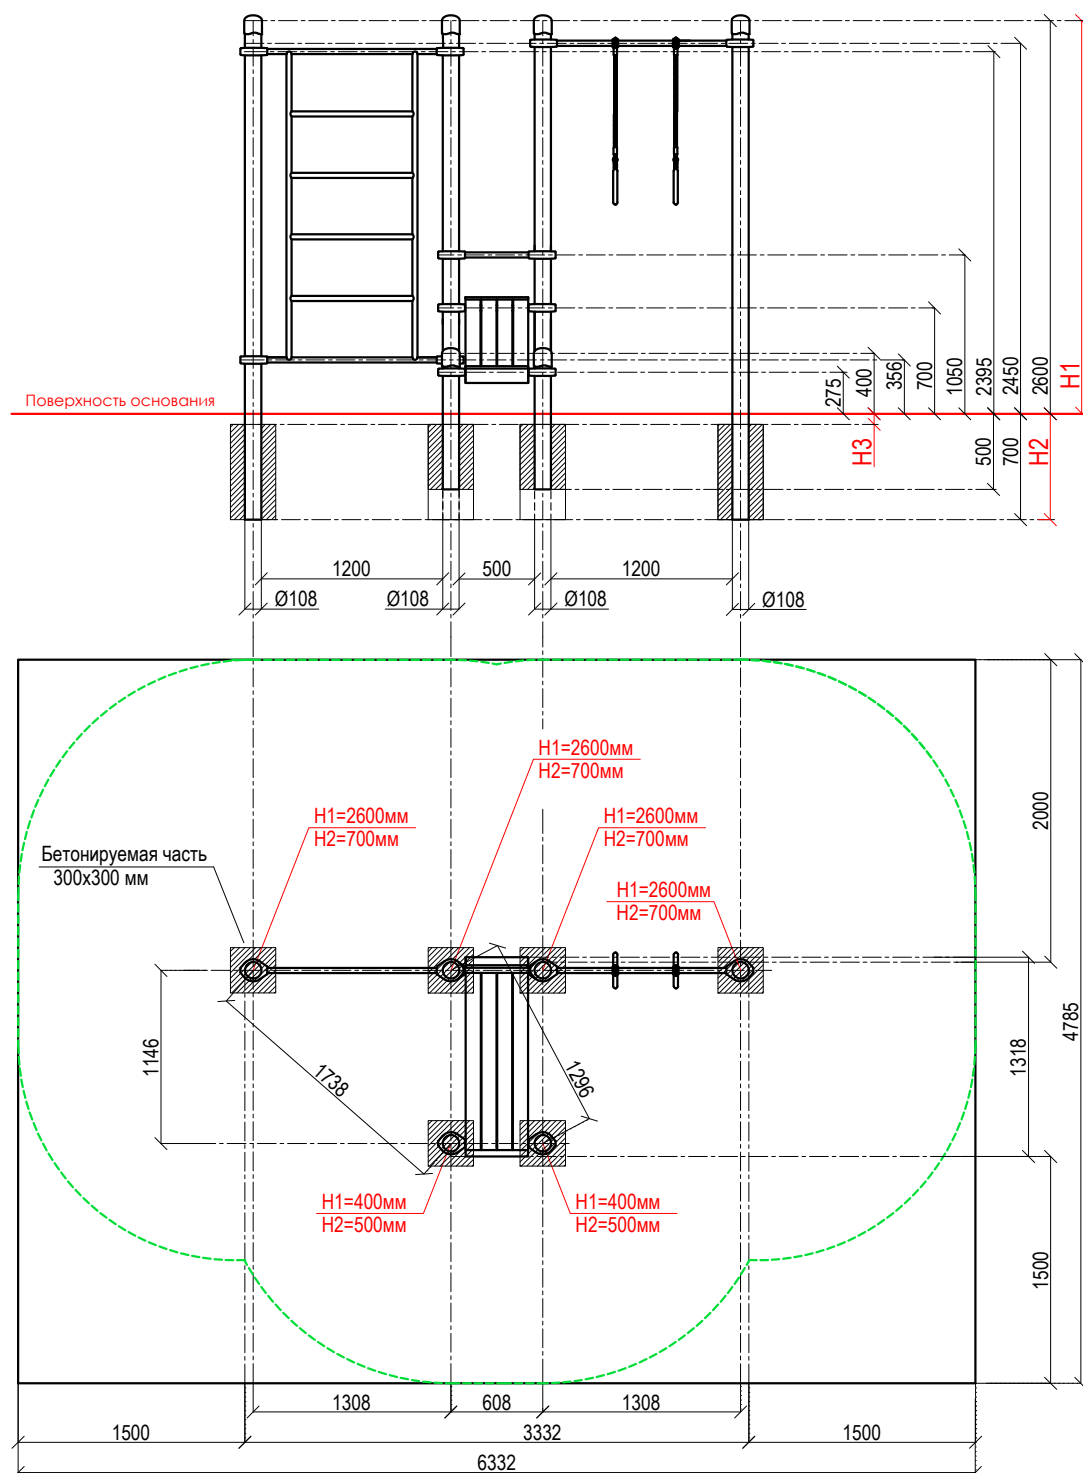 Поверхность основания
275
400
356
700
1050
2395
2450
2600
H1
H3
500
700
H2
1200
500
1200
Ø108
Ø108
Ø108
Ø108
H1=2600мм
H2=700мм
H1=2600мм
H2=700мм
H1=2600мм
H2=700мм
Бетонируемая часть
300x300 мм
H1=2600мм
H2=700мм
2000
1146
1738
1296
1318
4785
H1=400мм
H2=500мм
H1=400мм
H2=500мм
1500
1308
608
1308
1500
3332
1500
6332